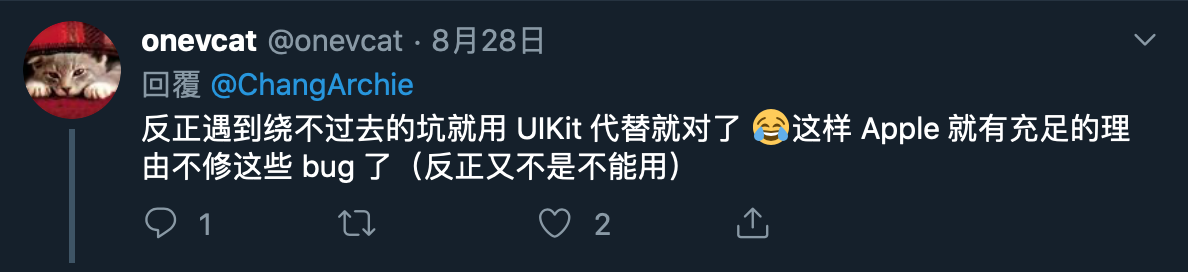 onevcat @onevcat · 8月28日
回覆 @ChangArchie
反正遇到绕不过去的坑就用 UIKit 代替就对了 😂这样 Apple 就有充足的理
由不修这些 bug 了（反正又不是不能用）
1 2